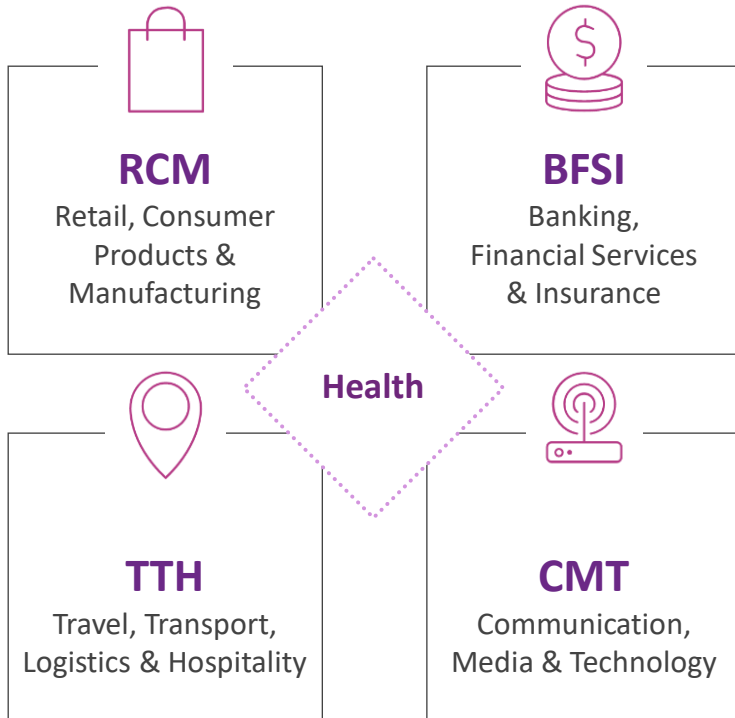 $
RCM
Retail, Consumer
Products &
Manufacturing
BFSI
Banking,
Financial Services
& Insurance
Health
TTH
Travel, Transport,
Logistics & Hospitality
CMT
Communication,
Media & Technology